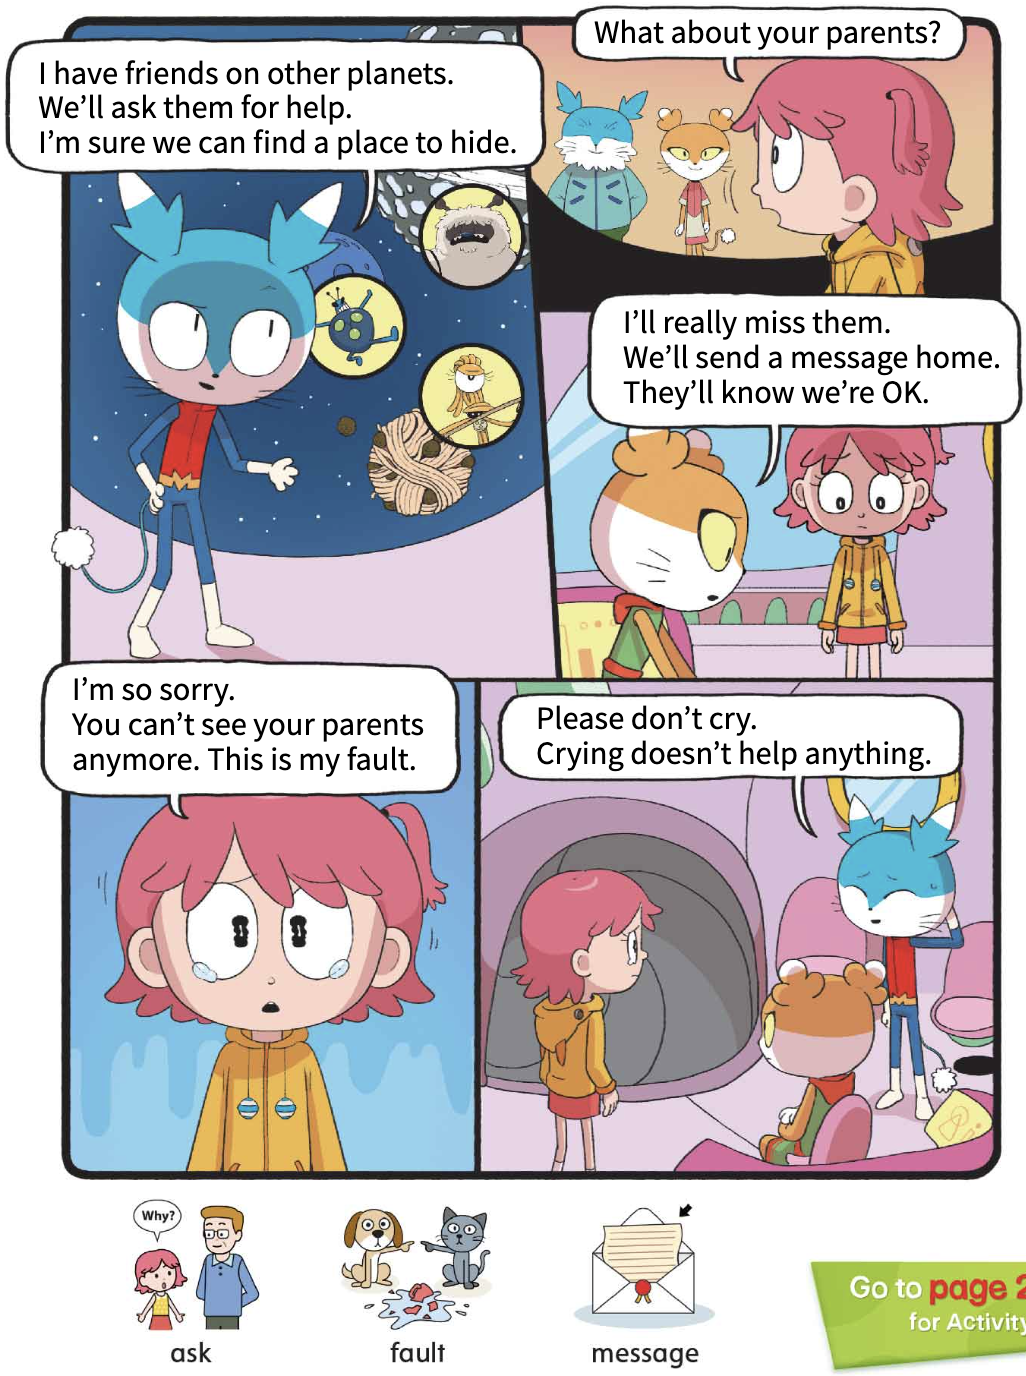 I have friends on other planets.
We'll ask them for help.
I'm sure we can find a place to hide.
What about your parents?
I'll really miss them.
We'll send a message home.
They'll know we're OK.
I'm so sorry.
You can't see your parents
anymore. This is my fault.
Please don't cry.
Crying doesn't help anything.
Why?
ask
fault
message
Go to page 2
for Activity